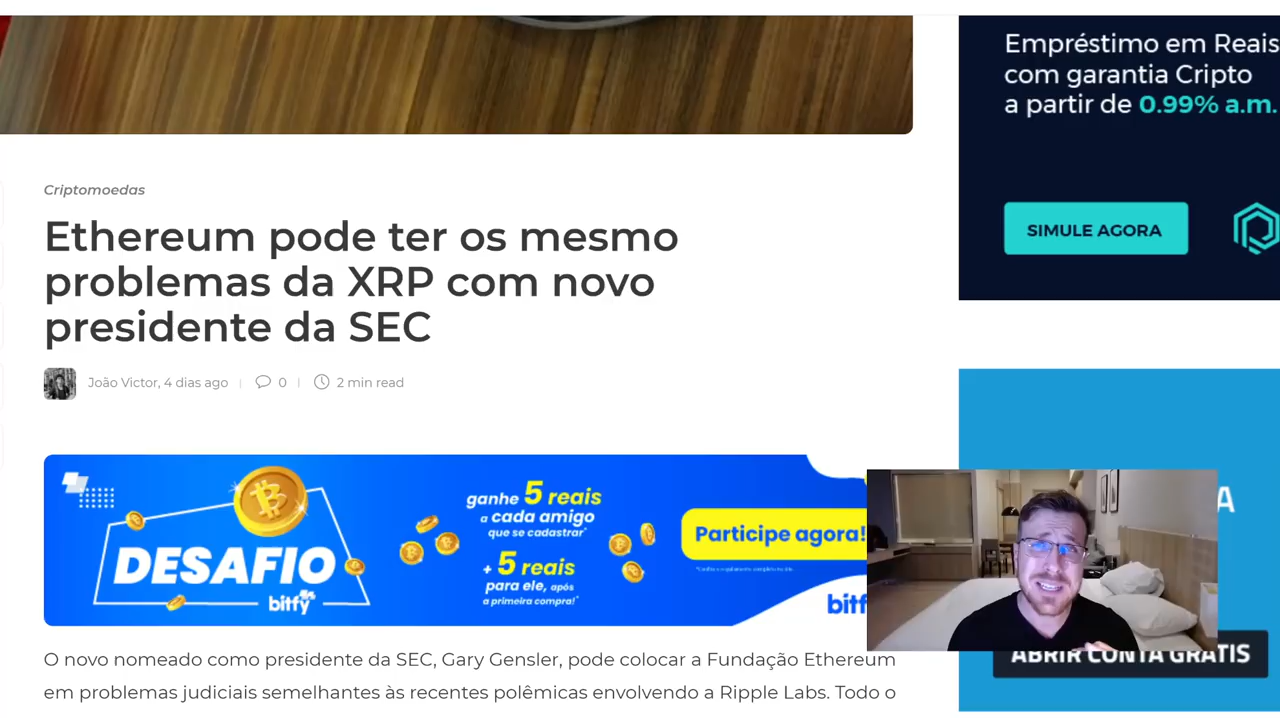 Empréstimo em Reais
com garantia Cripto
a partir de 0.99% a.m.
SIMULE AGORA
Criptomoedas
Ethereum pode ter os mesmo
problemas da XRP com novo
presidente da SEC
João Victor, 4 dias ago
0
2 min read
DESAFIO
bitfy
ganhe 5 reais
a cada amigo
que se cadastrar*
+ 5 reais
para ele, após
a primeira compra!*
Participe agora!
bitf
A
ABRIR CONTA GRÁTIS
O novo nomeado como presidente da SEC, Gary Gensler, pode colocar a Fundação Ethereum
em problemas judiciais semelhantes às recentes polêmicas envolvendo a Ripple Labs. Todo o